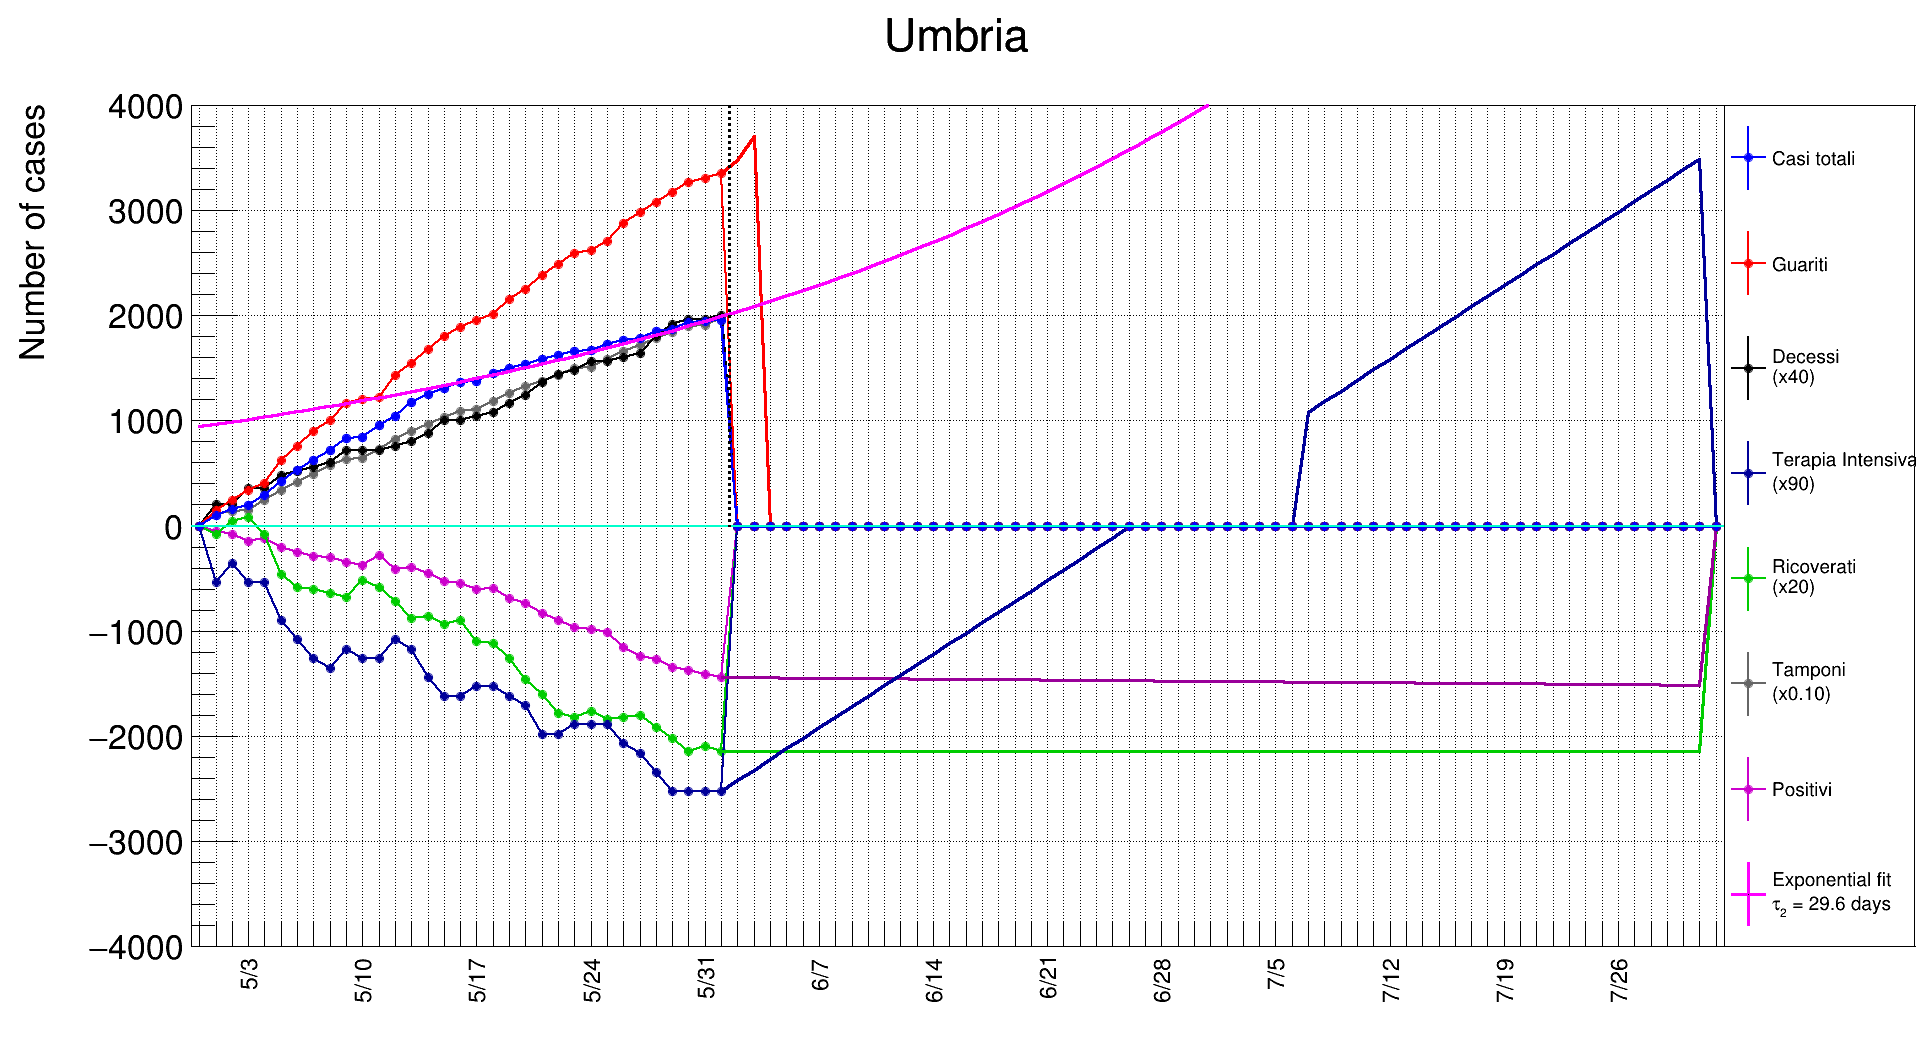 Umbria
Number of cases
4000
3000
2000
1000
0
−1000
−2000
−3000
−4000
5/3
5/10
5/17
5/24
5/31
6/7
6/14
6/21
6/28
7/5
7/12
7/19
7/26
Casi totali
Guariti
Decessi
(x40)
Terapia Intensiva
(x90)
Ricoverati
(x20)
Tamponi
(x0.10)
Positivi
Exponential fit
τ2 = 29.6 days